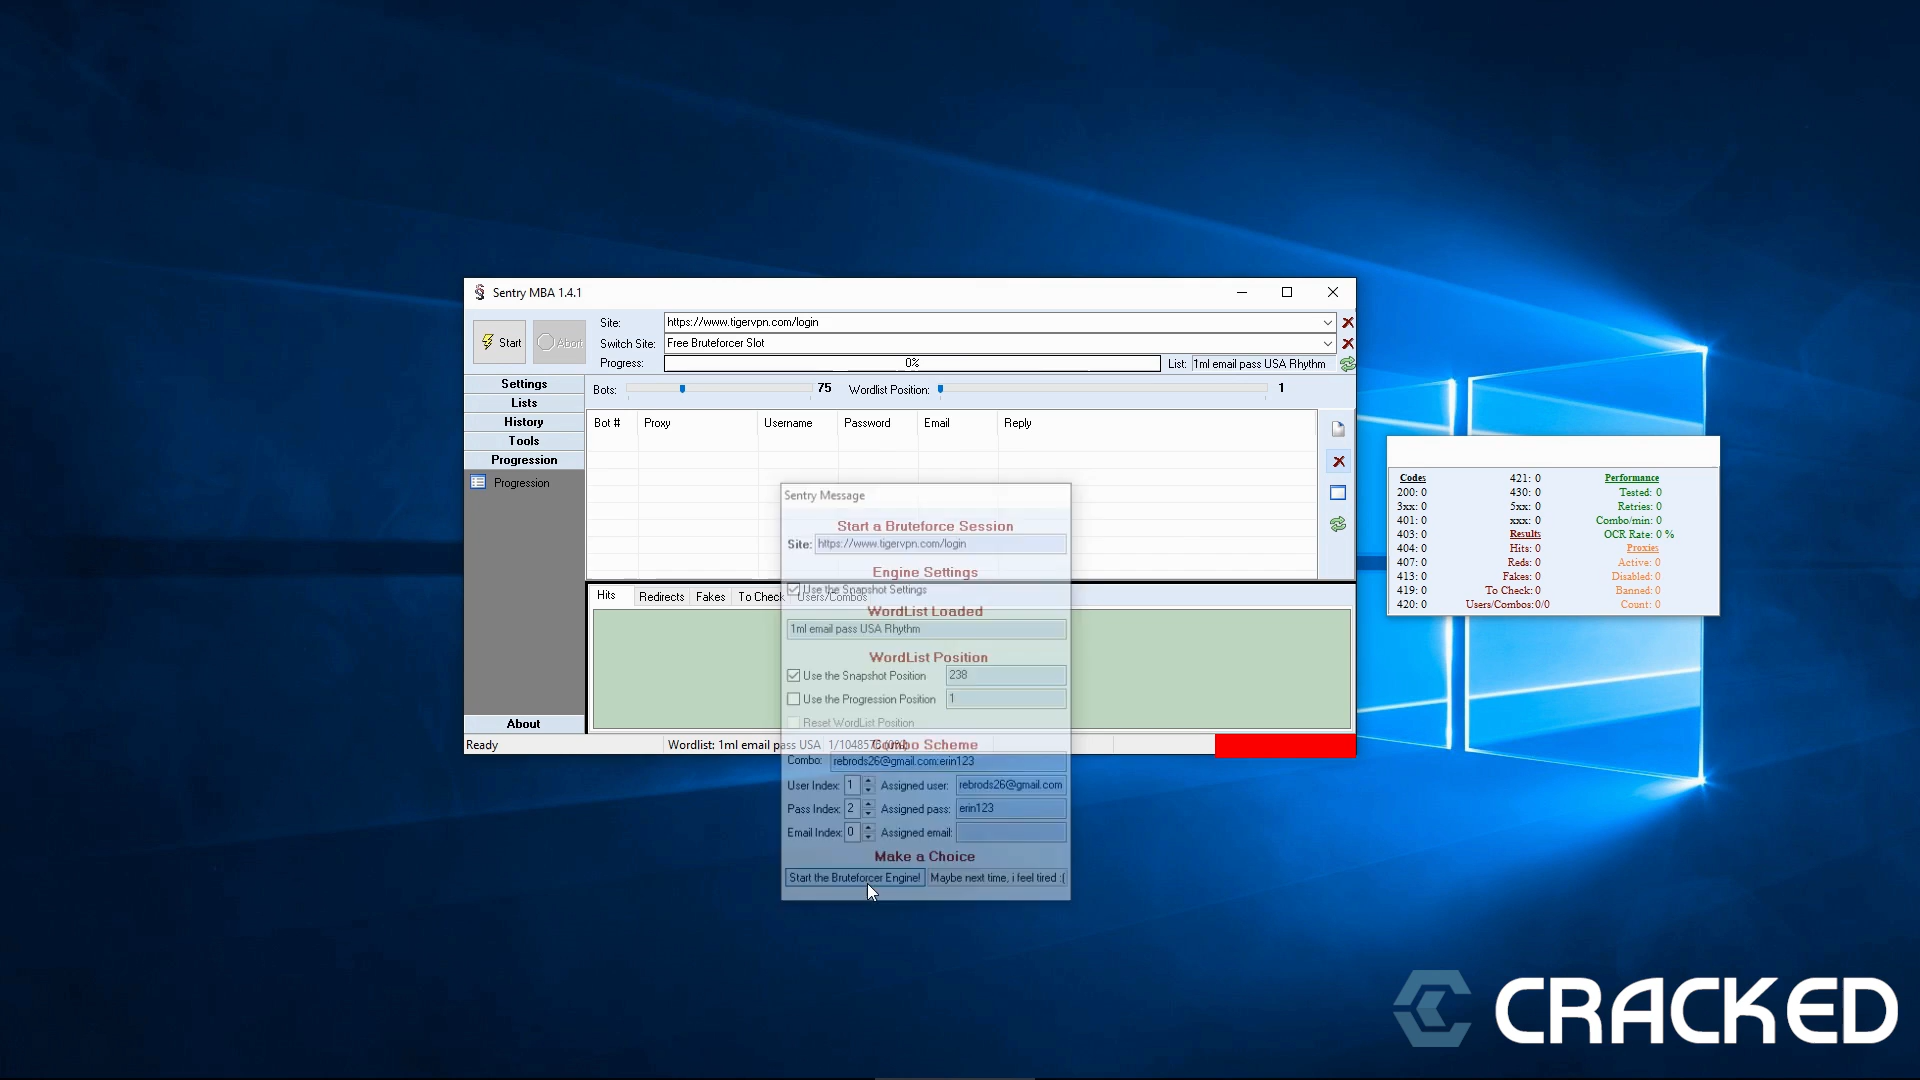 Sentry MBA 1.4.1
Start
Abort
Site: https://www.tigervpn.com/login
Switch Site: Free Bruteforcer Slot
Progress: 0% List: 1ml email pass USA Rhythm
Settings
Lists
History
Tools
Progression
Progression
About
Bots: 75 Wordlist Position: 1
Bot # Proxy Username Password Email Reply
Hits Redirects Fakes To Check Users/Combos
Ready Wordlist: 1ml email pass USA
Sentry Message
Start a Bruteforce Session
Site: https://www.tigervpn.com/login
Engine Settings
Use the Snapshot Settings
WordList Loaded
1ml email pass USA Rhythm
WordList Position
Use the Snapshot Position 238
Use the Progression Position 1
Reset WordList Position
Combo Scheme
Combo: rebrods26@gmail.com:erin123
User Index: 1 Assigned user: rebrods26@gmail.com
Pass Index: 2 Assigned pass: erin123
Email Index: 0 Assigned email:
Make a Choice
Start the Bruteforcer Engine! Maybe next time, i feel tired :(
Codes 421: 0 Performance
200: 0 430: 0 Tested: 0
3xx: 0 5xx: 0 Retries: 0
401: 0 xxx: 0 Combo/min: 0
403: 0 Results OCR Rate: 0 %
404: 0 Hits: 0 Proxies
407: 0 Reds: 0 Active: 0
413: 0 Fakes: 0 Disabled: 0
419: 0 To Check: 0 Banned: 0
420: 0 Users/Combos: 0/0 Count: 0
CRACKED